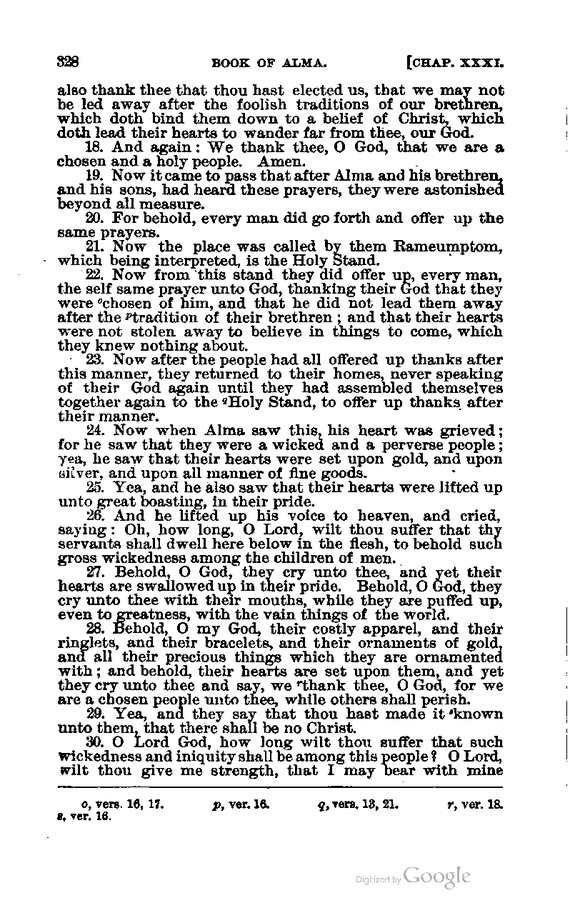 328 BOOK OF ALMA. [CHAP. XXXI.
also thank thee that thou hast elected us, that we may not
be led away after the foolish traditions of our brethren,
which doth bind them down to a belief of Christ, which
doth lead their hearts to wander far from thee, our God.
18. And again: We thank thee, O God, that we are a
chosen and a holy people. Amen.
19. Now it came to pass that after Alma and his brethren,
and his sons, had heard these prayers, they were astonished
beyond all measure.
20. For behold, every man did go forth and offer up the
same prayers.
21. Now the place was called by them Rameumptom,
which being interpreted, is the Holy Stand.
22. Now from this stand they did offer up, every man,
the self same prayer unto God, thanking their God that they
were ᵒchosen of him, and that he did not lead them away
after the ᵖtradition of their brethren; and that their hearts
were not stolen away to believe in things to come, which
they knew nothing about.
23. Now after the people had all offered up thanks after
this manner, they returned to their homes, never speaking
of their God again until they had assembled themselves
together again to the qHoly Stand, to offer up thanks after
their manner.
24. Now when Alma saw this, his heart was grieved;
for he saw that they were a wicked and a perverse people;
yea, he saw that their hearts were set upon gold, and upon
silver, and upon all manner of fine goods.
25. Yea, and he also saw that their hearts were lifted up
unto great boasting, in their pride.
26. And he lifted up his voice to heaven, and cried,
saying: Oh, how long, O Lord, wilt thou suffer that thy
servants shall dwell here below in the flesh, to behold such
gross wickedness among the children of men.
27. Behold, O God, they cry unto thee, and yet their
hearts are swallowed up in their pride. Behold, O God, they
cry unto thee with their mouths, while they are puffed up,
even to greatness, with the vain things of the world.
28. Behold, O my God, their costly apparel, and their
ringlets, and their bracelets, and their ornaments of gold,
and all their precious things which they are ornamented
with; and behold, their hearts are set upon them, and yet
they cry unto thee and say, we ʳthank thee, O God, for we
are a chosen people unto thee, while others shall perish.
29. Yea, and they say that thou hast made it ˢknown
unto them, that there shall be no Christ.
30. O Lord God, how long wilt thou suffer that such
wickedness and iniquity shall be among this people? O Lord,
wilt thou give me strength, that I may bear with mine
o, vers. 16, 17. p, ver. 16. q, vers. 13, 21. r, ver. 18.
s, ver. 16.
Digitized by Google